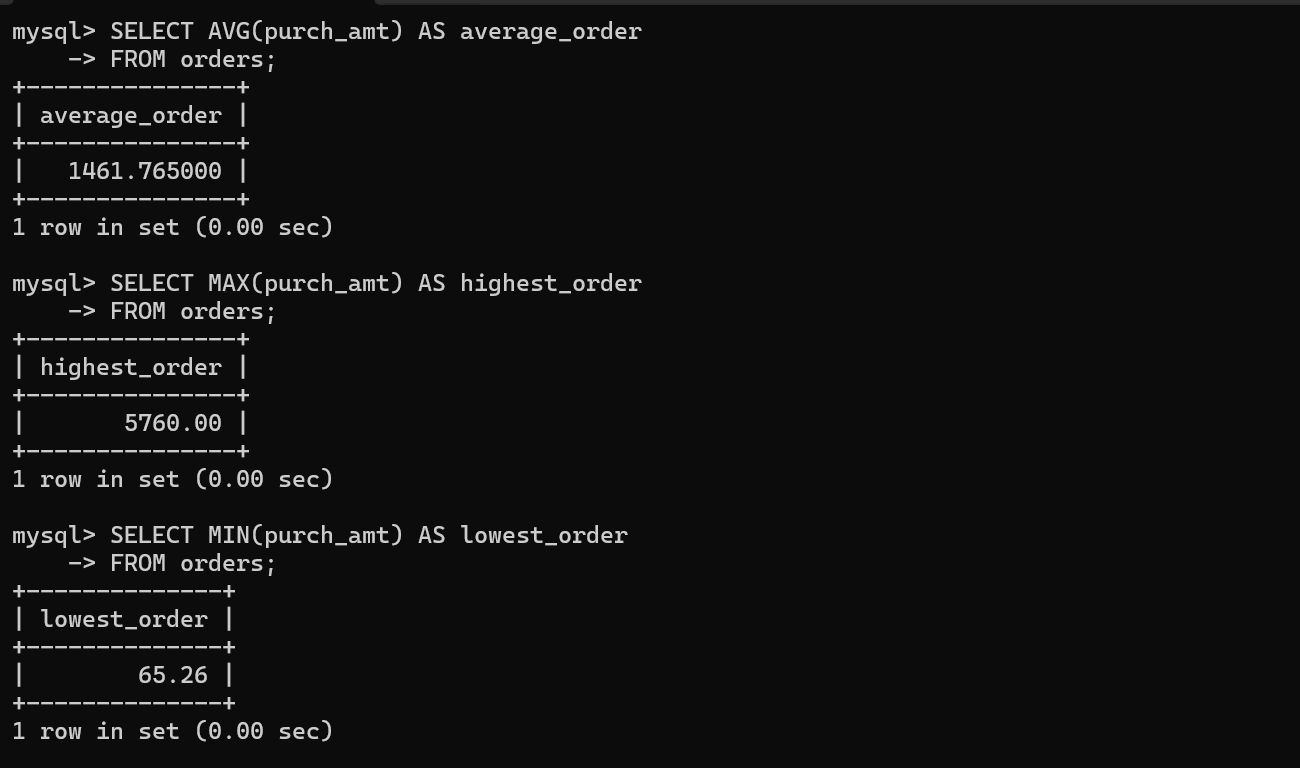 mysql> SELECT AVG(purch_amt) AS average_order
    -> FROM orders;
+---------------+
| average_order |
+---------------+
|   1461.765000 |
+---------------+
1 row in set (0.00 sec)

mysql> SELECT MAX(purch_amt) AS highest_order
    -> FROM orders;
+---------------+
| highest_order |
+---------------+
|       5760.00 |
+---------------+
1 row in set (0.00 sec)

mysql> SELECT MIN(purch_amt) AS lowest_order
    -> FROM orders;
+--------------+
| lowest_order |
+--------------+
|        65.26 |
+--------------+
1 row in set (0.00 sec)